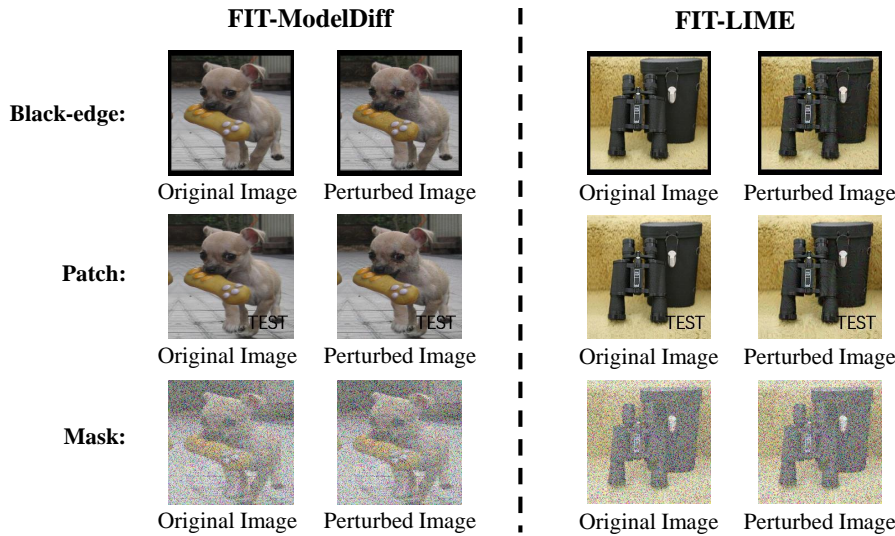 FIT-ModelDiff
FIT-LIME
Black-edge:
Original Image
Perturbed Image
Original Image
Perturbed Image
Patch:
TEST
TEST
TEST
TEST
Original Image
Perturbed Image
Original Image
Perturbed Image
Mask:
Original Image
Perturbed Image
Original Image
Perturbed Image